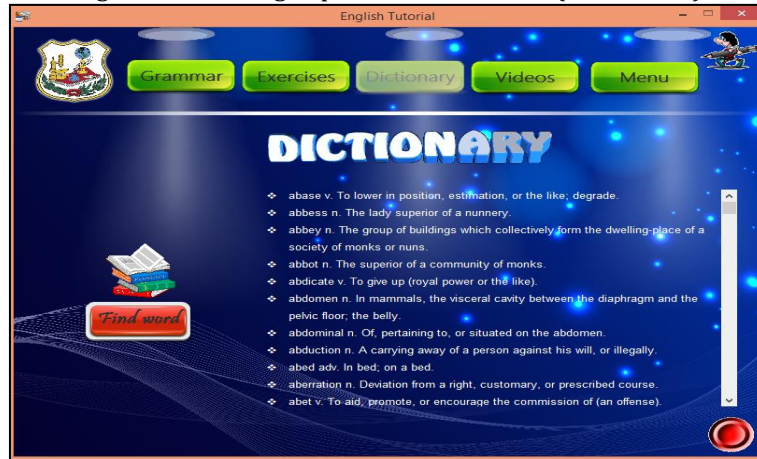 English Tutorial
Grammar
Exercises
Dictionary
Videos
Menu
DICTIONARY
❖ abase v. To lower in position, estimation, or the like; degrade.
❖ abbess n. The lady superior of a nunnery.
❖ abbey n. The group of buildings which collectively form the dwelling-place of a
society of monks or nuns.
❖ abbot n. The superior of a community of monks.
❖ abdicate v. To give up (royal power or the like).
❖ abdomen n. In mammals, the visceral cavity between the diaphragm and the
pelvic floor; the belly.
❖ abdominal n. Of, pertaining to, or situated on the abdomen.
❖ abduction n. A carrying away of a person against his will, or illegally.
❖ abed adv. In bed; on a bed.
❖ aberration n. Deviation from a right, customary, or prescribed course.
❖ abet v. To aid, promote, or encourage the commission of (an offense).
Find word